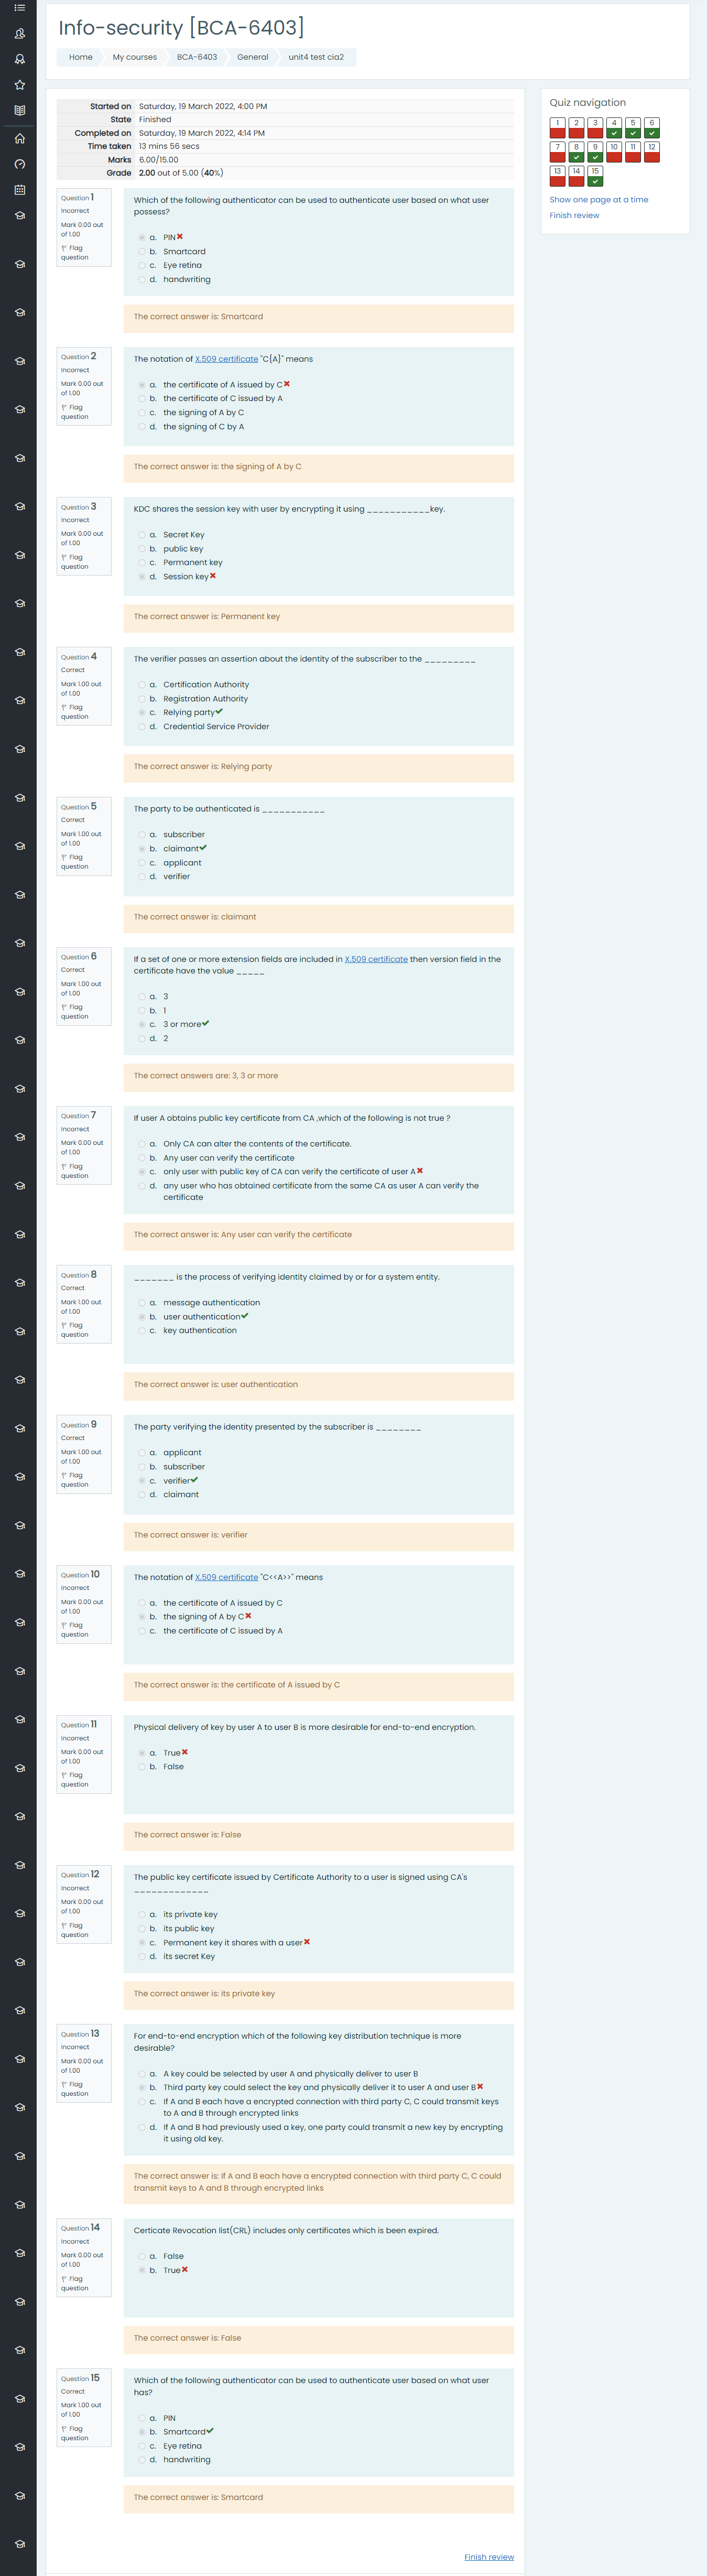 Info-security [BCA-6403]
Home
My courses
BCA-6403
General
unit4 test cia2
Started on Saturday, 19 March 2022, 4:00 PM
State Finished
Completed on Saturday, 19 March 2022, 4:14 PM
Time taken 13 mins 56 secs
Marks 6.00/15.00
Grade 2.00 out of 5.00 (40%)
Quiz navigation
1 2 3 4 5 6
7 8 9 10 11 12
13 14 15
Show one page at a time
Finish review
Question 1
Incorrect
Mark 0.00 out
of 1.00
Flag
question
Which of the following authenticator can be used to authenticate user based on what user
possess?
a. PIN
b. Smartcard
c. Eye retina
d. handwriting
The correct answer is: Smartcard
Question 2
Incorrect
Mark 0.00 out
of 1.00
Flag
question
The notation of X.509 certificate "C{A}" means
a. the certificate of A issued by C
b. the certificate of C issued by A
c. the signing of A by C
d. the signing of C by A
The correct answer is: the signing of A by C
Question 3
Incorrect
Mark 0.00 out
of 1.00
Flag
question
KDC shares the session key with user by encrypting it using ___________key.
a. Secret Key
b. public key
c. Permanent key
d. Session key
The correct answer is: Permanent key
Question 4
Correct
Mark 1.00 out
of 1.00
Flag
question
The verifier passes an assertion about the identity of the subscriber to the _________
a. Certification Authority
b. Registration Authority
c. Relying party
d. Credential Service Provider
The correct answer is: Relying party
Question 5
Correct
Mark 1.00 out
of 1.00
Flag
question
The party to be authenticated is ___________
a. subscriber
b. claimant
c. applicant
d. verifier
The correct answer is: claimant
Question 6
Correct
Mark 1.00 out
of 1.00
Flag
question
If a set of one or more extension fields are included in X.509 certificate then version field in the
certificate have the value _____
a. 3
b. 1
c. 3 or more
d. 2
The correct answers are: 3, 3 or more
Question 7
Incorrect
Mark 0.00 out
of 1.00
Flag
question
If user A obtains public key certificate from CA ,which of the following is not true ?
a. Only CA can alter the contents of the certificate.
b. Any user can verify the certificate
c. only user with public key of CA can verify the certificate of user A
d. any user who has obtained certificate from the same CA as user A can verify the
certificate
The correct answer is: Any user can verify the certificate
Question 8
Correct
Mark 1.00 out
of 1.00
Flag
question
_______ is the process of verifying identity claimed by or for a system entity.
a. message authentication
b. user authentication
c. key authentication
The correct answer is: user authentication
Question 9
Correct
Mark 1.00 out
of 1.00
Flag
question
The party verifying the identity presented by the subscriber is ________
a. applicant
b. subscriber
c. verifier
d. claimant
The correct answer is: verifier
Question 10
Incorrect
Mark 0.00 out
of 1.00
Flag
question
The notation of X.509 certificate "C<<A>>" means
a. the certificate of A issued by C
b. the signing of A by C
c. the certificate of C issued by A
The correct answer is: the certificate of A issued by C
Question 11
Incorrect
Mark 0.00 out
of 1.00
Flag
question
Physical delivery of key by user A to user B is more desirable for end-to-end encryption.
a. True
b. False
The correct answer is: False
Question 12
Incorrect
Mark 0.00 out
of 1.00
Flag
question
The public key certificate issued by Certificate Authority to a user is signed using CA's
_____________
a. its private key
b. its public key
c. Permanent key it shares with a user
d. its secret Key
The correct answer is: its private key
Question 13
Incorrect
Mark 0.00 out
of 1.00
Flag
question
For end-to-end encryption which of the following key distribution technique is more
desirable?
a. A key could be selected by user A and physically deliver to user B
b. Third party key could select the key and physically deliver it to user A and user B
c. If A and B each have a encrypted connection with third party C, C could transmit keys
to A and B through encrypted links
d. If A and B had previously used a key, one party could transmit a new key by encrypting
it using old key.
The correct answer is: If A and B each have a encrypted connection with third party C, C could
transmit keys to A and B through encrypted links
Question 14
Incorrect
Mark 0.00 out
of 1.00
Flag
question
Certicate Revocation list(CRL) includes only certificates which is been expired.
a. False
b. True
The correct answer is: False
Question 15
Correct
Mark 1.00 out
of 1.00
Flag
question
Which of the following authenticator can be used to authenticate user based on what user
has?
a. PIN
b. Smartcard
c. Eye retina
d. handwriting
The correct answer is: Smartcard
Finish review